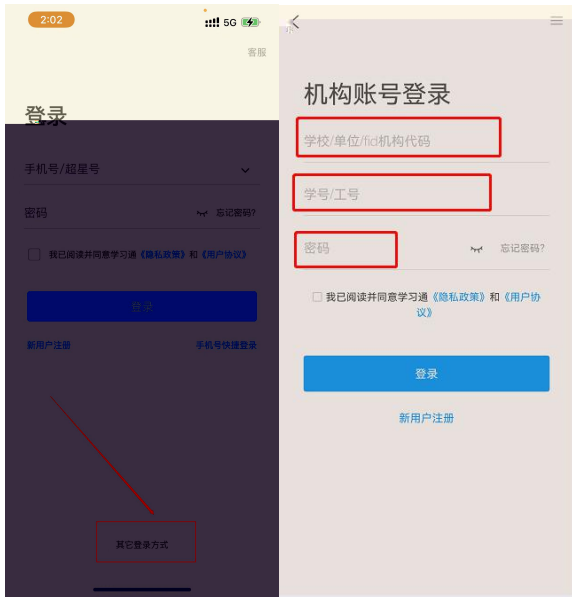 2:02
5G
客服
登录
手机号/超星号
密码
忘记密码?
我已阅读并同意学习通《隐私政策》和《用户协议》
登录
新用户注册
手机号快捷登录
其它登录方式
机构账号登录
学校/单位/fid机构代码
学号/工号
密码
忘记密码?
我已阅读并同意学习通《隐私政策》和《用户协
议》
登录
新用户注册